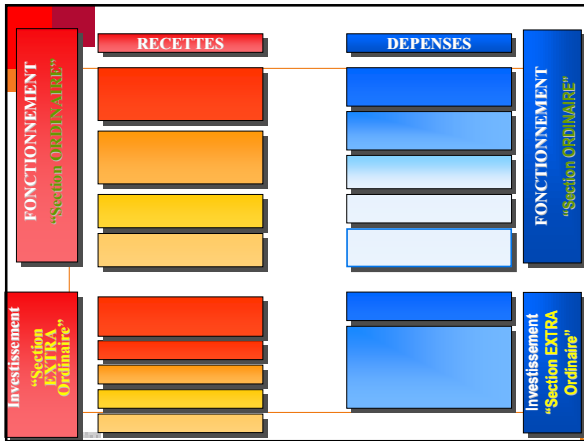 RECETTES
DEPENSES
FONCTIONNEMENT
“Section ORDINAIRE”
FONCTIONNEMENT
“Section ORDINAIRE”
Investissement
“Section
EXTRA
Ordinaire”
Investissement
“Section EXTRA
Ordinaire”